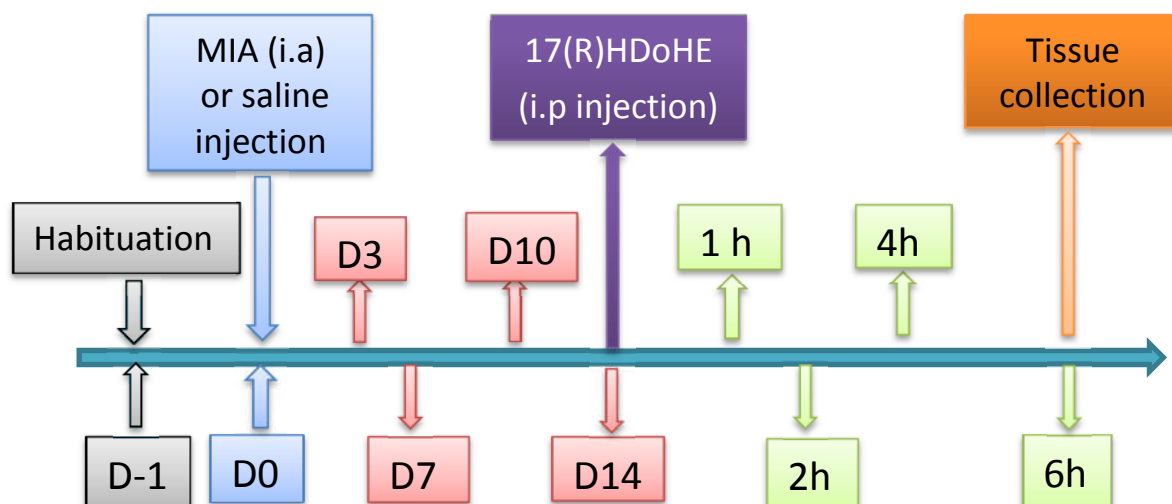 MIA (i.a)
or saline
injection
17(R)HDoHE
(i.p injection)
Tissue
collection
Habituation
D3
D10
1 h
4h
D-1
D0
D7
D14
2h
6h